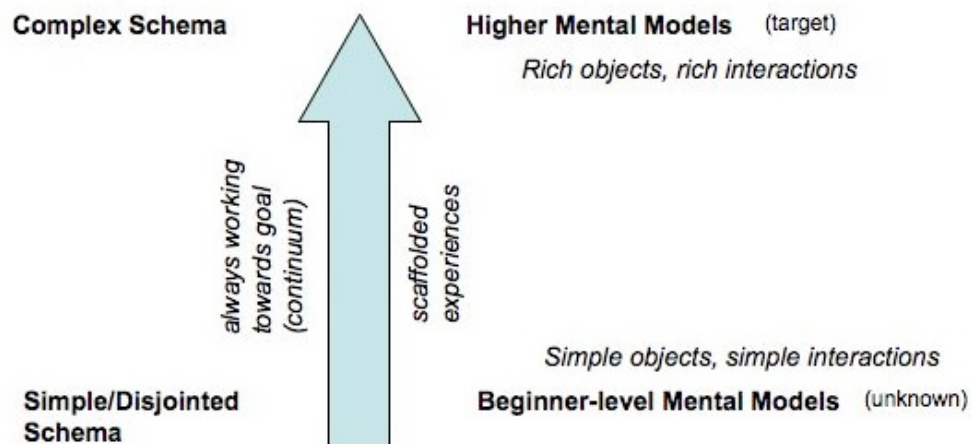 Complex Schema
Higher Mental Models (target)
Rich objects, rich interactions
always working
towards goal
(continuum)
scaffolded
experiences
Simple objects, simple interactions
Simple/Disjointed
Schema
Beginner-level Mental Models (unknown)